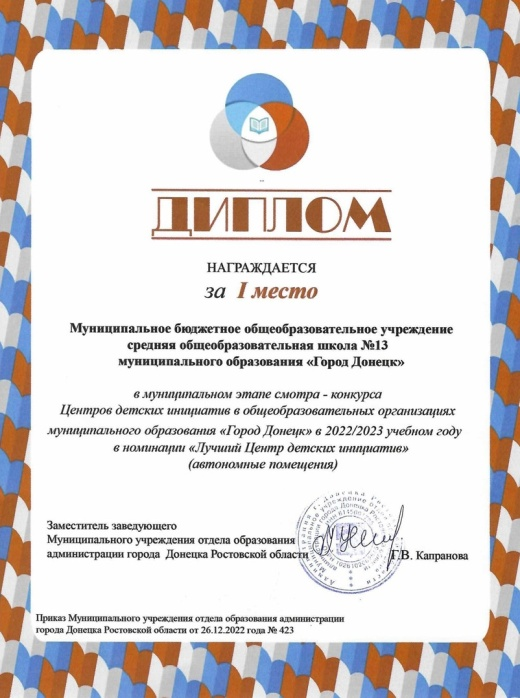 ДИПЛОМ
НАГРАЖДАЕТСЯ
за I место
Муниципальное бюджетное общеобразовательное учреждение
средняя общеобразовательная школа №13
муниципального образования «Город Донецк»
в муниципальном этапе смотра - конкурса
Центров детских инициатив в общеобразовательных организациях
муниципального образования «Город Донецк» в 2022/2023 учебном году
в номинации «Лучший Центр детских инициатив»
(автономные помещения)
Заместитель заведующего
Муниципального учреждения отдела образования
администрации города Донецка Ростовской области
Г.В. Капранова
Приказ Муниципального учреждения отдела образования администрации
города Донецка Ростовской области от 26.12.2022 года № 423